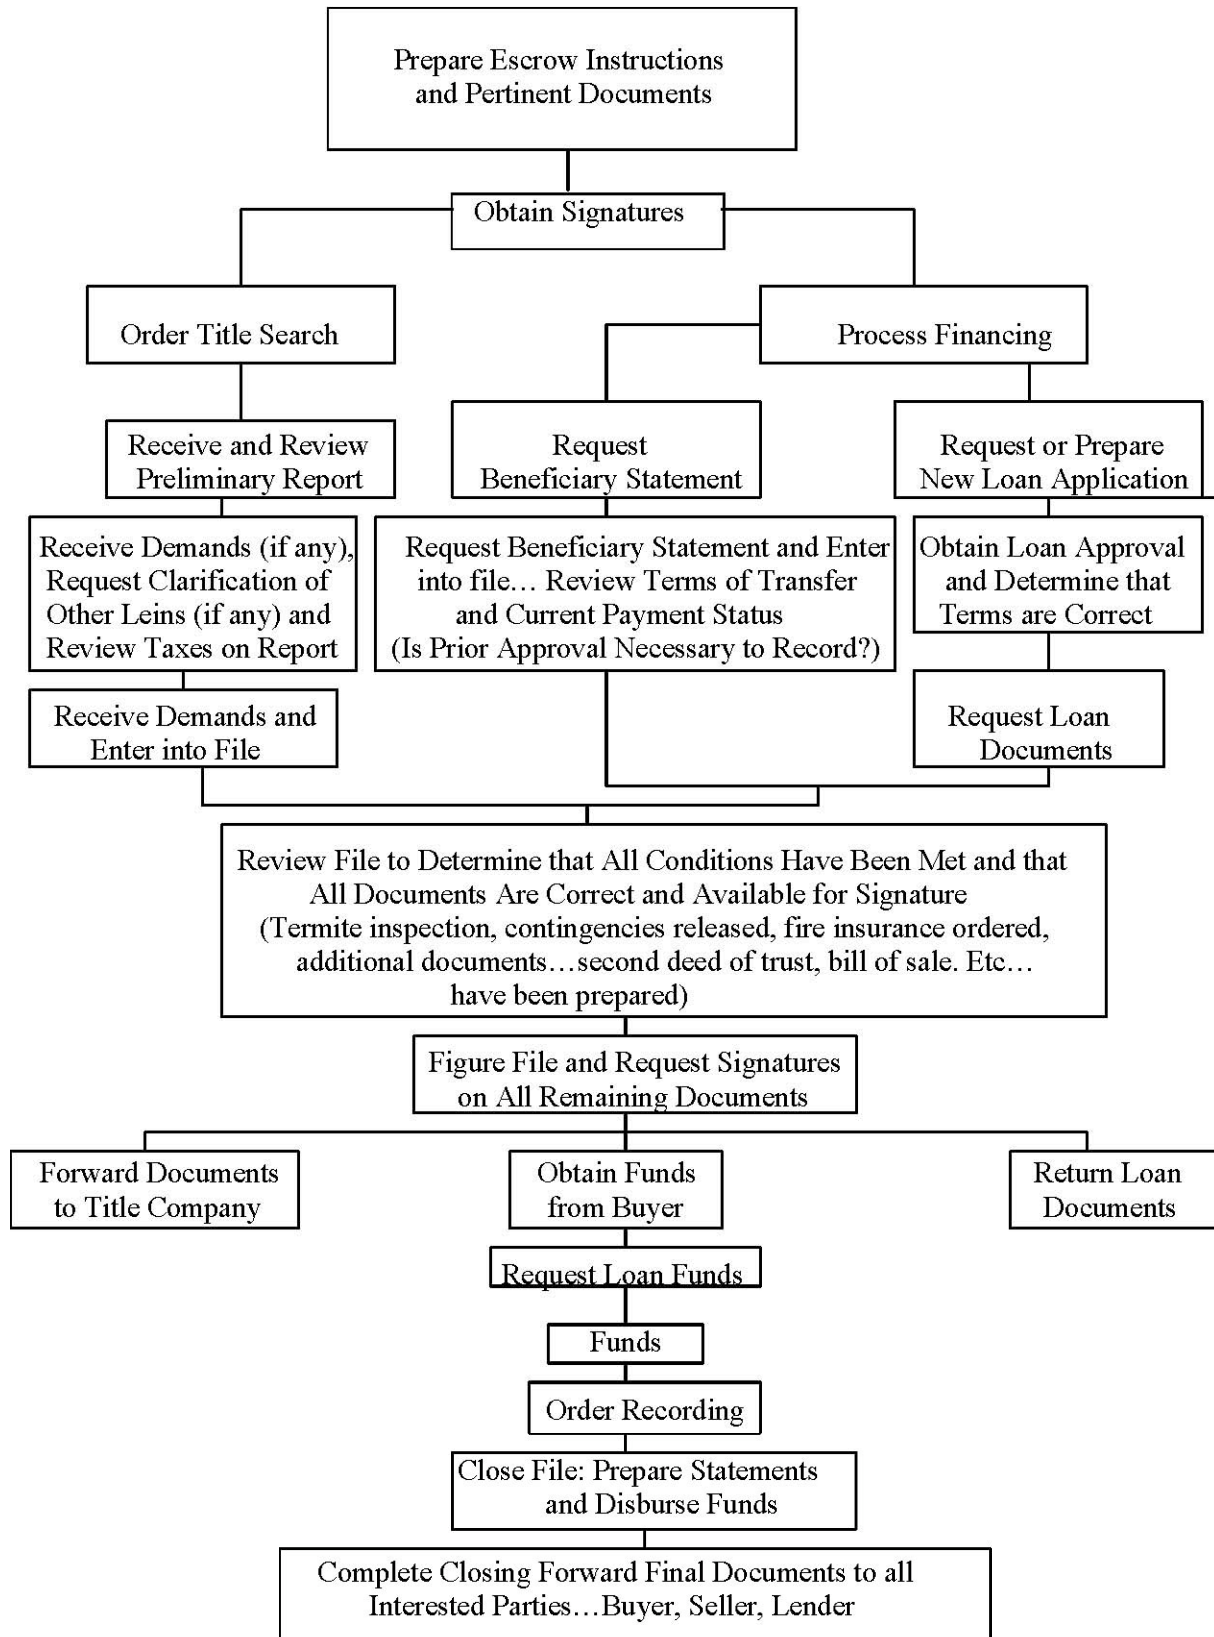 Prepare Escrow Instructions
and Pertinent Documents
Obtain Signatures
Order Title Search
Process Financing
Receive and Review
Preliminary Report
Request
Beneficiary Statement
Request or Prepare
New Loan Application
Receive Demands (if any),
Request Clarification of
Other Leins (if any) and
Review Taxes on Report
Request Beneficiary Statement and Enter
into file… Review Terms of Transfer
and Current Payment Status
(Is Prior Approval Necessary to Record?)
Obtain Loan Approval
and Determine that
Terms are Correct
Receive Demands and
Enter into File
Request Loan
Documents
Review File to Determine that All Conditions Have Been Met and that
All Documents Are Correct and Available for Signature
(Termite inspection, contingencies released, fire insurance ordered,
additional documents…second deed of trust, bill of sale. Etc…
have been prepared)
Figure File and Request Signatures
on All Remaining Documents
Forward Documents
to Title Company
Obtain Funds
from Buyer
Return Loan
Documents
Request Loan Funds
Funds
Order Recording
Close File: Prepare Statements
and Disburse Funds
Complete Closing Forward Final Documents to all
Interested Parties…Buyer, Seller, Lender